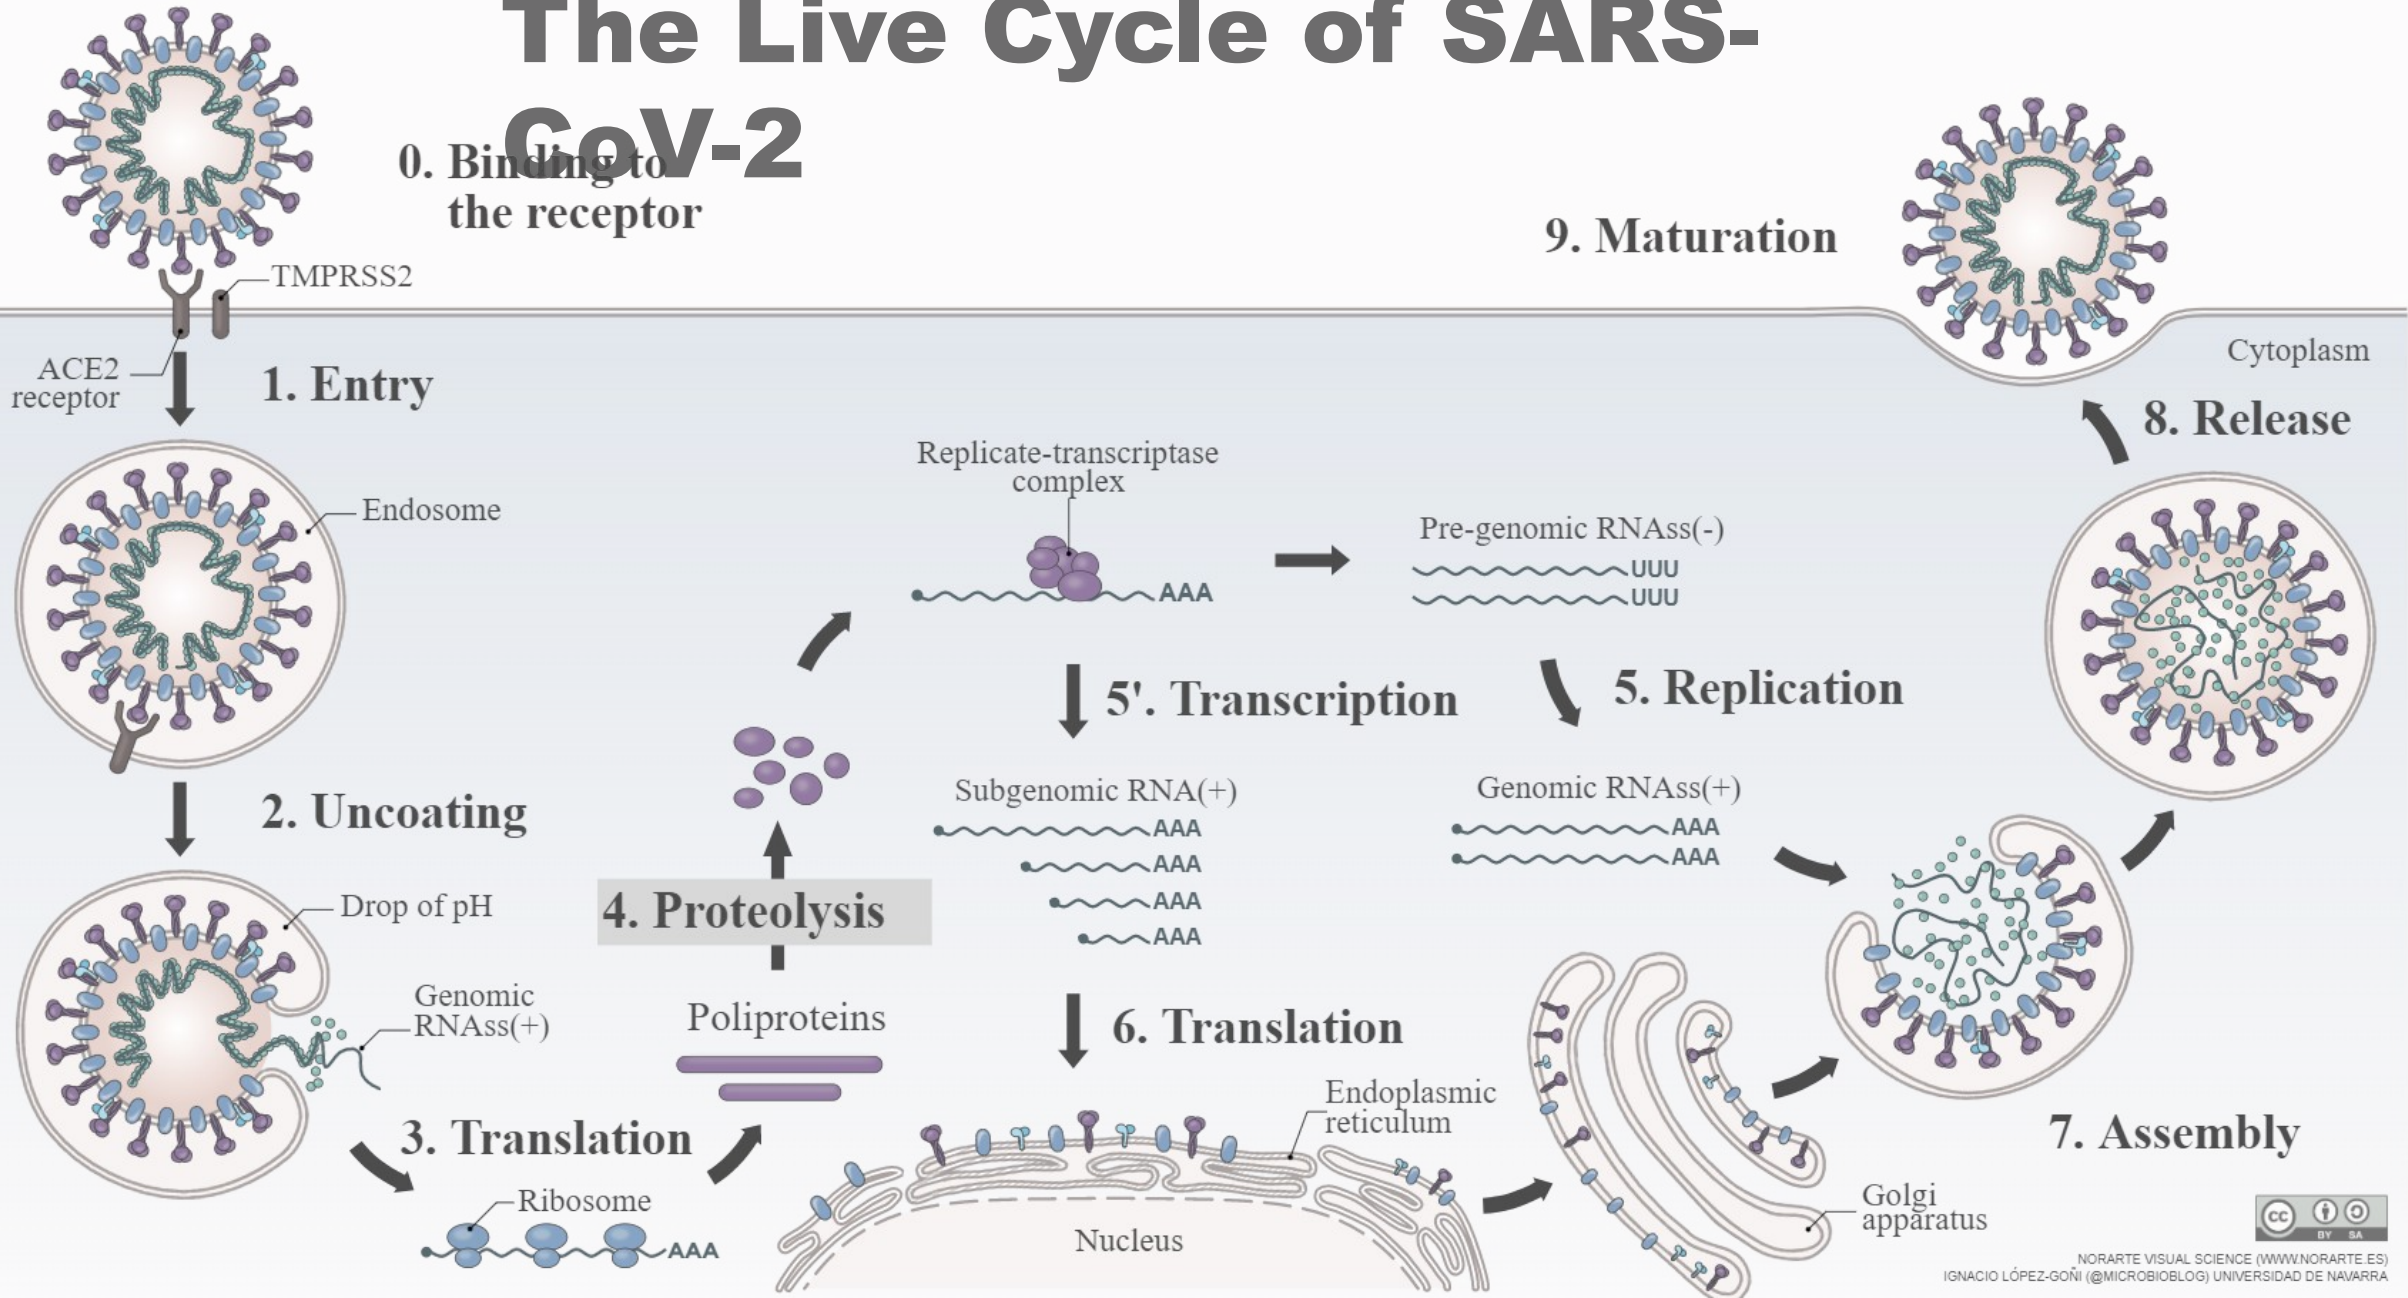 The Live Cycle of SARS-
CoV-2
0. Binding to
the receptor
TMPRSS2
ACE2
receptor
1. Entry
Endosome
2. Uncoating
Drop of pH
Genomic
RNAss(+)
3. Translation
Ribosome
AAA
Poliproteins
4. Proteolysis
Replicate-transcriptase
complex
AAA
Pre-genomic RNAss(-)
UUU
UUU
5'. Transcription
5. Replication
Subgenomic RNA(+)
AAA
AAA
AAA
AAA
Genomic RNAss(+)
AAA
AAA
6. Translation
Endoplasmic
reticulum
Nucleus
Golgi
apparatus
7. Assembly
8. Release
Cytoplasm
9. Maturation
cc
BY SA
NORARTE VISUAL SCIENCE (WWW.NORARTE.ES)
IGNACIO LÓPEZ-GOÑI (@MICROBIOBLOG) UNIVERSIDAD DE NAVARRA